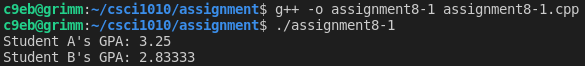 c9eb@grimm:~/csci1010/assignment$ g++ -o assignment8-1 assignment8-1.cpp
c9eb@grimm:~/csci1010/assignment$ ./assignment8-1
Student A's GPA: 3.25
Student B's GPA: 2.83333